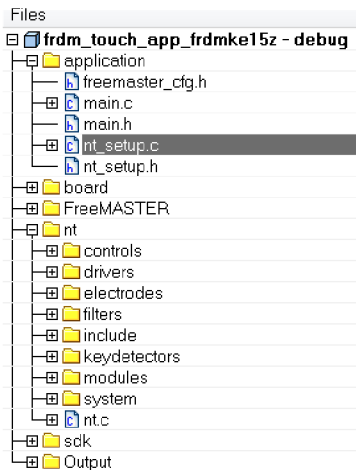 Files
frdm_touch_app_frdmke15z - debug
application
freemaster_cfg.h
main.c
main.h
nt_setup.c
nt_setup.h
board
FreeMASTER
nt
controls
drivers
electrodes
filters
include
keydetectors
modules
system
nt.c
sdk
Output